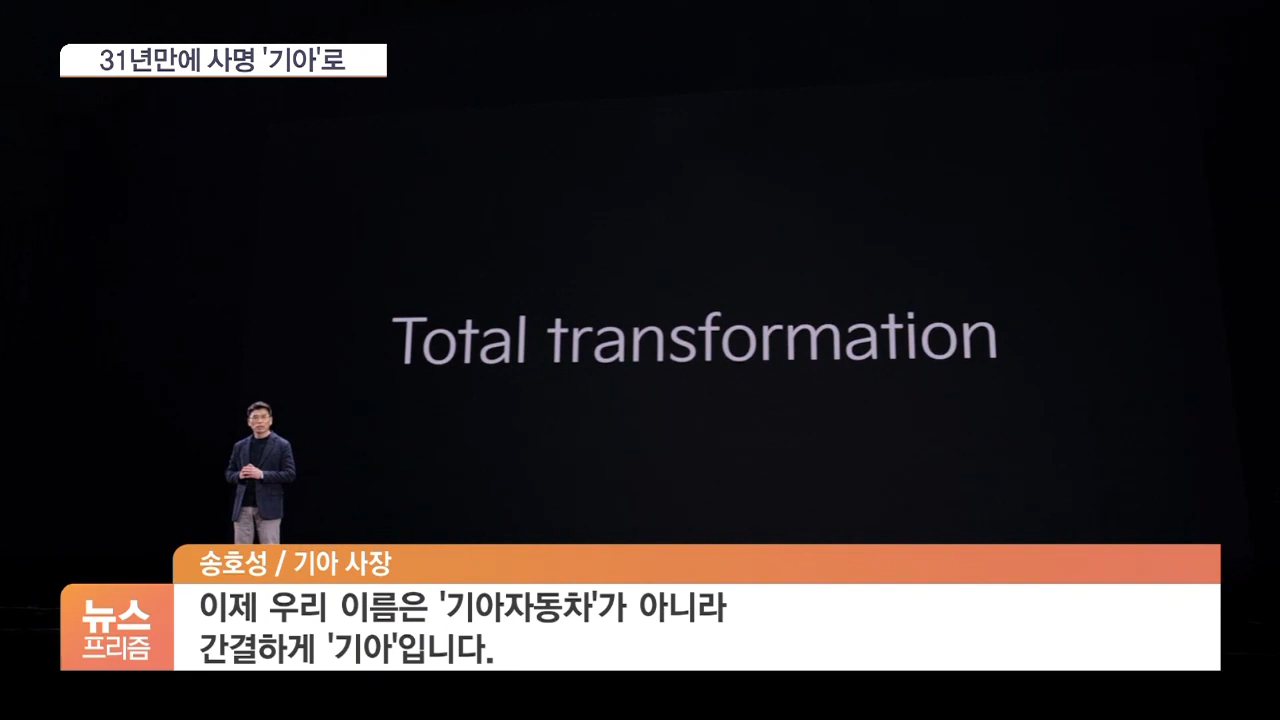 31년만에 사명 '기아'로
Total transformation
송호성 / 기아 사장
뉴스
프리즘
이제 우리 이름은 '기아자동차'가 아니라
간결하게 '기아'입니다.